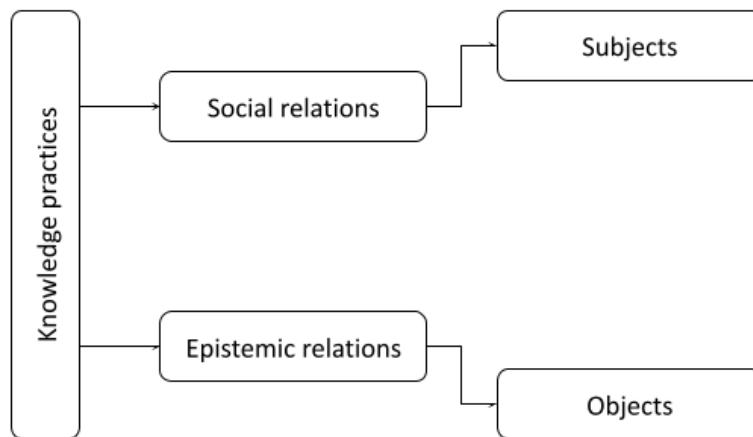 Knowledge practices
Social relations
Subjects
Epistemic relations
Objects